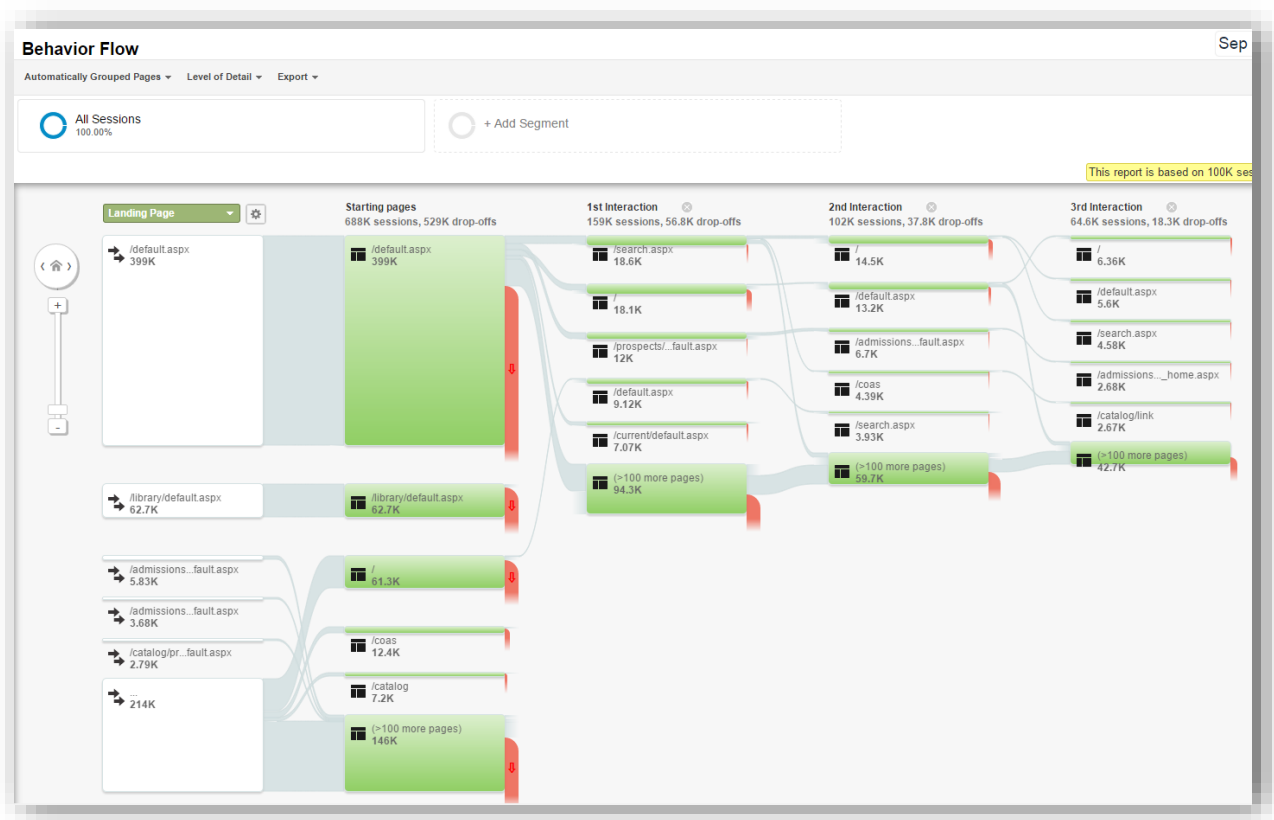 Behavior Flow
Sep
Automatically Grouped Pages
Level of Detail
Export
All Sessions
100.00%
+ Add Segment
This report is based on 100K ses
Landing Page
/default.aspx
399K
/library/default.aspx
62.7K
/admissions...fault.aspx
5.83K
/admissions...fault.aspx
3.68K
/catalog/pr...fault.aspx
2.79K
...
214K
Starting pages
688K sessions, 529K drop-offs
/default.aspx
399K
/library/default.aspx
62.7K
/
61.3K
/coas
12.4K
/catalog
7.2K
(>100 more pages)
146K
1st Interaction
159K sessions, 56.8K drop-offs
/search.aspx
18.6K
/
18.1K
/prospects/...fault.aspx
12K
/default.aspx
9.12K
/current/default.aspx
7.07K
(>100 more pages)
94.3K
2nd Interaction
102K sessions, 37.8K drop-offs
/
14.5K
/default.aspx
13.2K
/admissions...fault.aspx
6.7K
/coas
4.39K
/search.aspx
3.93K
(>100 more pages)
59.7K
3rd Interaction
64.6K sessions, 18.3K drop-offs
/
6.36K
/default.aspx
5.6K
/search.aspx
4.58K
/admissions..._home.aspx
2.68K
/catalog/link
2.67K
(>100 more pages)
42.7K
+
-